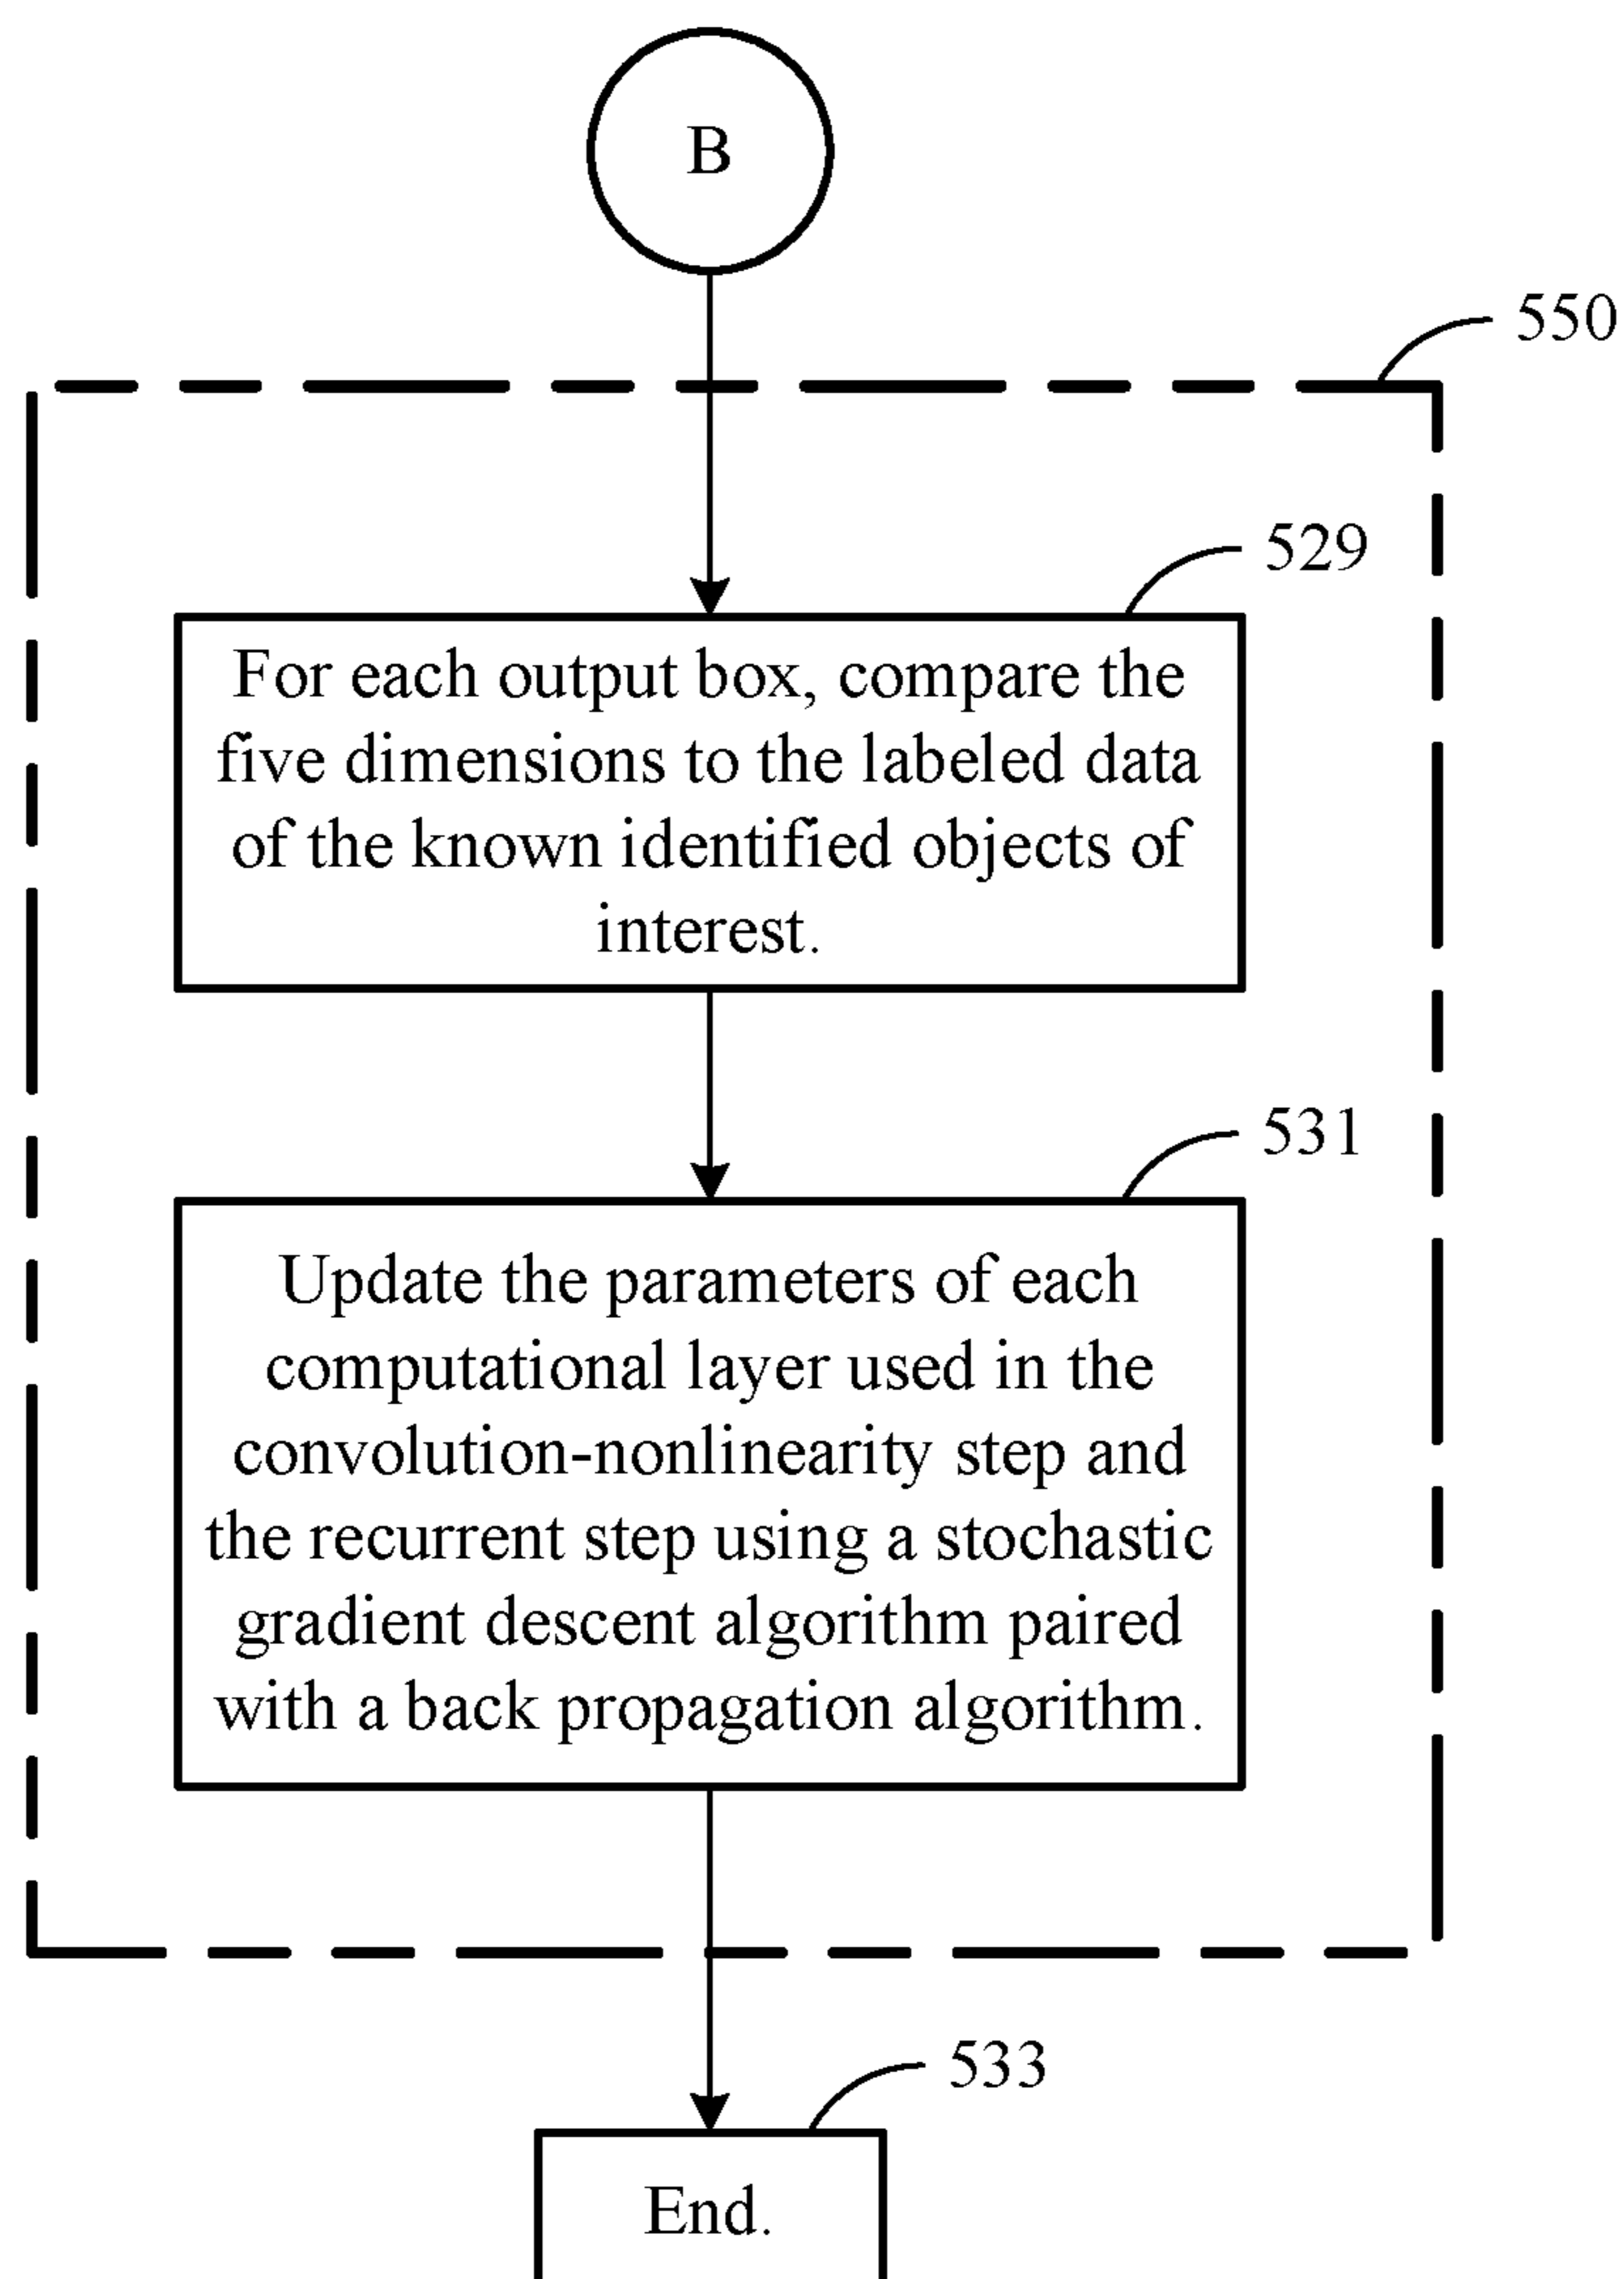 B
550
529
For each output box, compare the
five dimensions to the labeled data
of the known identified objects of
interest.
531
Update the parameters of each
computational layer used in the
convolution-nonlinearity step and
the recurrent step using a stochastic
gradient descent algorithm paired
with a back propagation algorithm.
533
End.